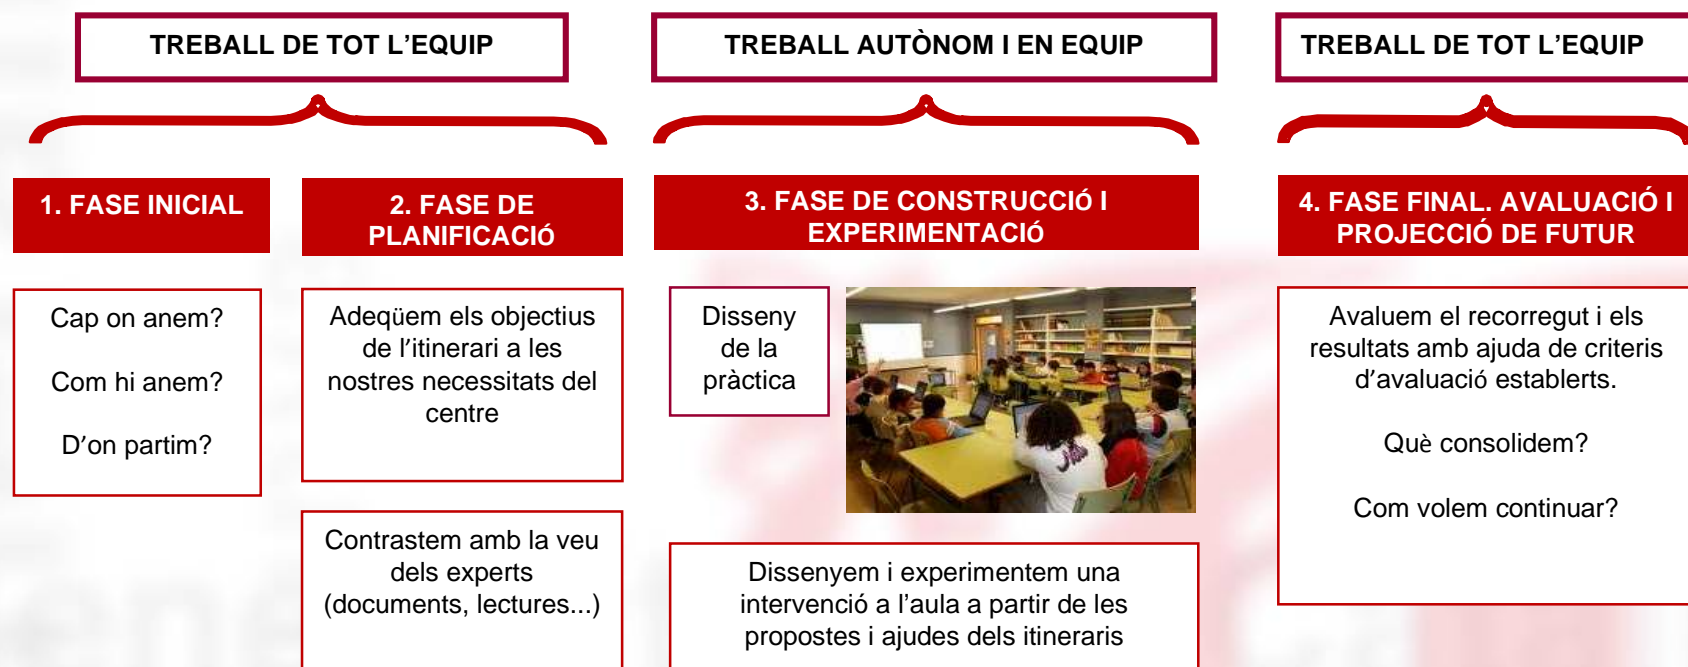 TREBALL DE TOT L’EQUIP
TREBALL AUTÒNOM I EN EQUIP
TREBALL DE TOT L’EQUIP
1. FASE INICIAL
2. FASE DE
PLANIFICACIÓ
3. FASE DE CONSTRUCCIÓ I
EXPERIMENTACIÓ
4. FASE FINAL. AVALUACIÓ I
PROJECCIÓ DE FUTUR
Cap on anem?
Com hi anem?
D’on partim?
Adeqüem els objectius
de l’itinerari a les
nostres necessitats del
centre
Contrastem amb la veu
dels experts
(documents, lectures...)
Disseny
de la
pràctica
Dissenyem i experimentem una
intervenció a l’aula a partir de les
propostes i ajudes dels itineraris
Avaluem el recorregut i els
resultats amb ajuda de criteris
d’avaluació establerts.
Què consolidem?
Com volem continuar?